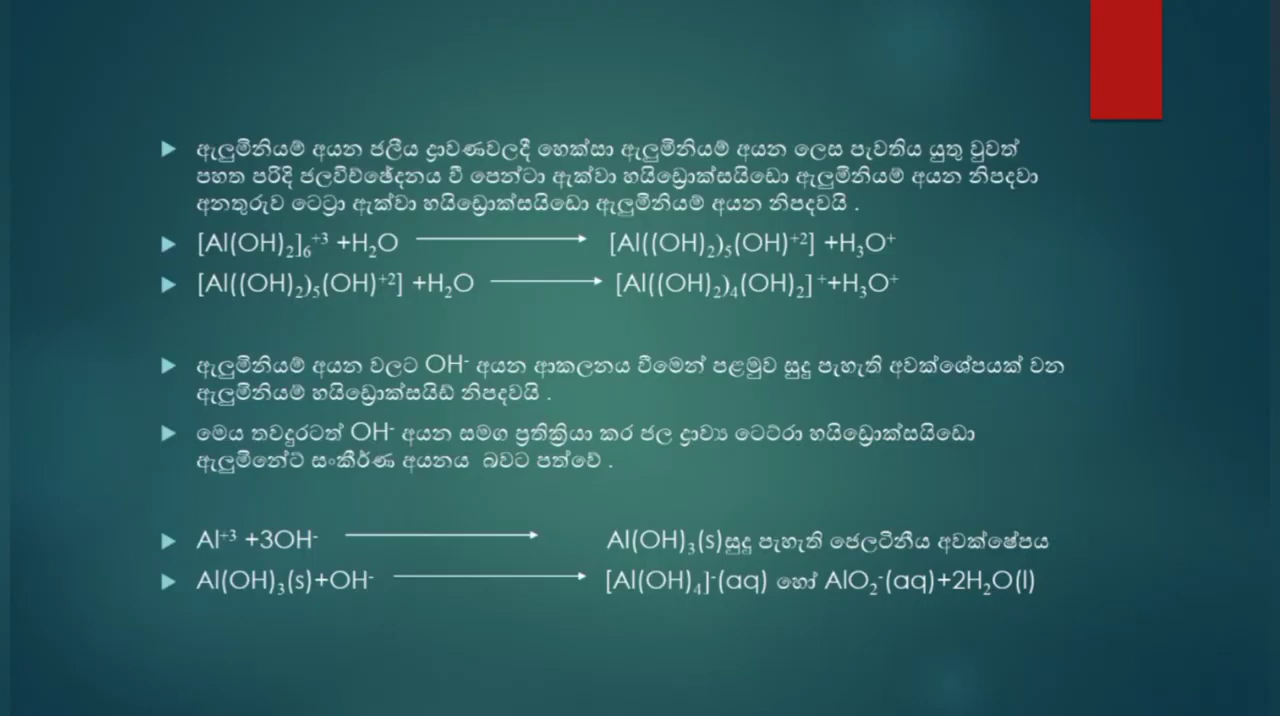 ඇලුමිනියම් අයන ජලීය ද්‍රාවණවලදී හෙක්සා ඇලුමිනියම් අයන ලෙස පැවතිය යුතු වුවත්
පහත පරිදි ජලවිච්ඡේදනය වී පෙන්ටා ඇක්වා හයිඩ්‍රොක්සයිඩො ඇලුමිනියම් අයන නිපදවා
අනතුරුව ටෙට්‍රා ඇක්වා හයිඩ්‍රොක්සයිඩො ඇලුමිනියම් අයන නිපදවයි .
[Al(OH)₂]₆⁺³ +H₂O ⟶ [Al((OH)₂)₅(OH)⁺²] +H₃O⁺
[Al((OH)₂)₅(OH)⁺²] +H₂O ⟶ [Al((OH)₂)₄(OH)₂]⁺+H₃O⁺
ඇලුමිනියම් අයන වලට OH⁻ අයන ආකලනය වීමෙන් පළමුව සුදු පැහැති අවක්ශේපයක් වන
ඇලුමිනියම් හයිඩ්‍රොක්සයිඩ් නිපදවයි .
මෙය තවදුරටත් OH⁻ අයන සමග ප්‍රතික්‍රියා කර ජල ද්‍රාව්‍ය ටෙට්රා හයිඩ්‍රොක්සයිඩො
ඇලුමිනේට් සංකීර්ණ අයනය බවට පත්වේ .
Al⁺³ +3OH⁻ ⟶ Al(OH)₃(s)සුදු පැහැති ජෙලටිනීය අවක්ෂේපය
Al(OH)₃(s)+OH⁻ ⟶ [Al(OH)₄]⁻(aq) හෝ AlO₂⁻(aq)+2H₂O(l)